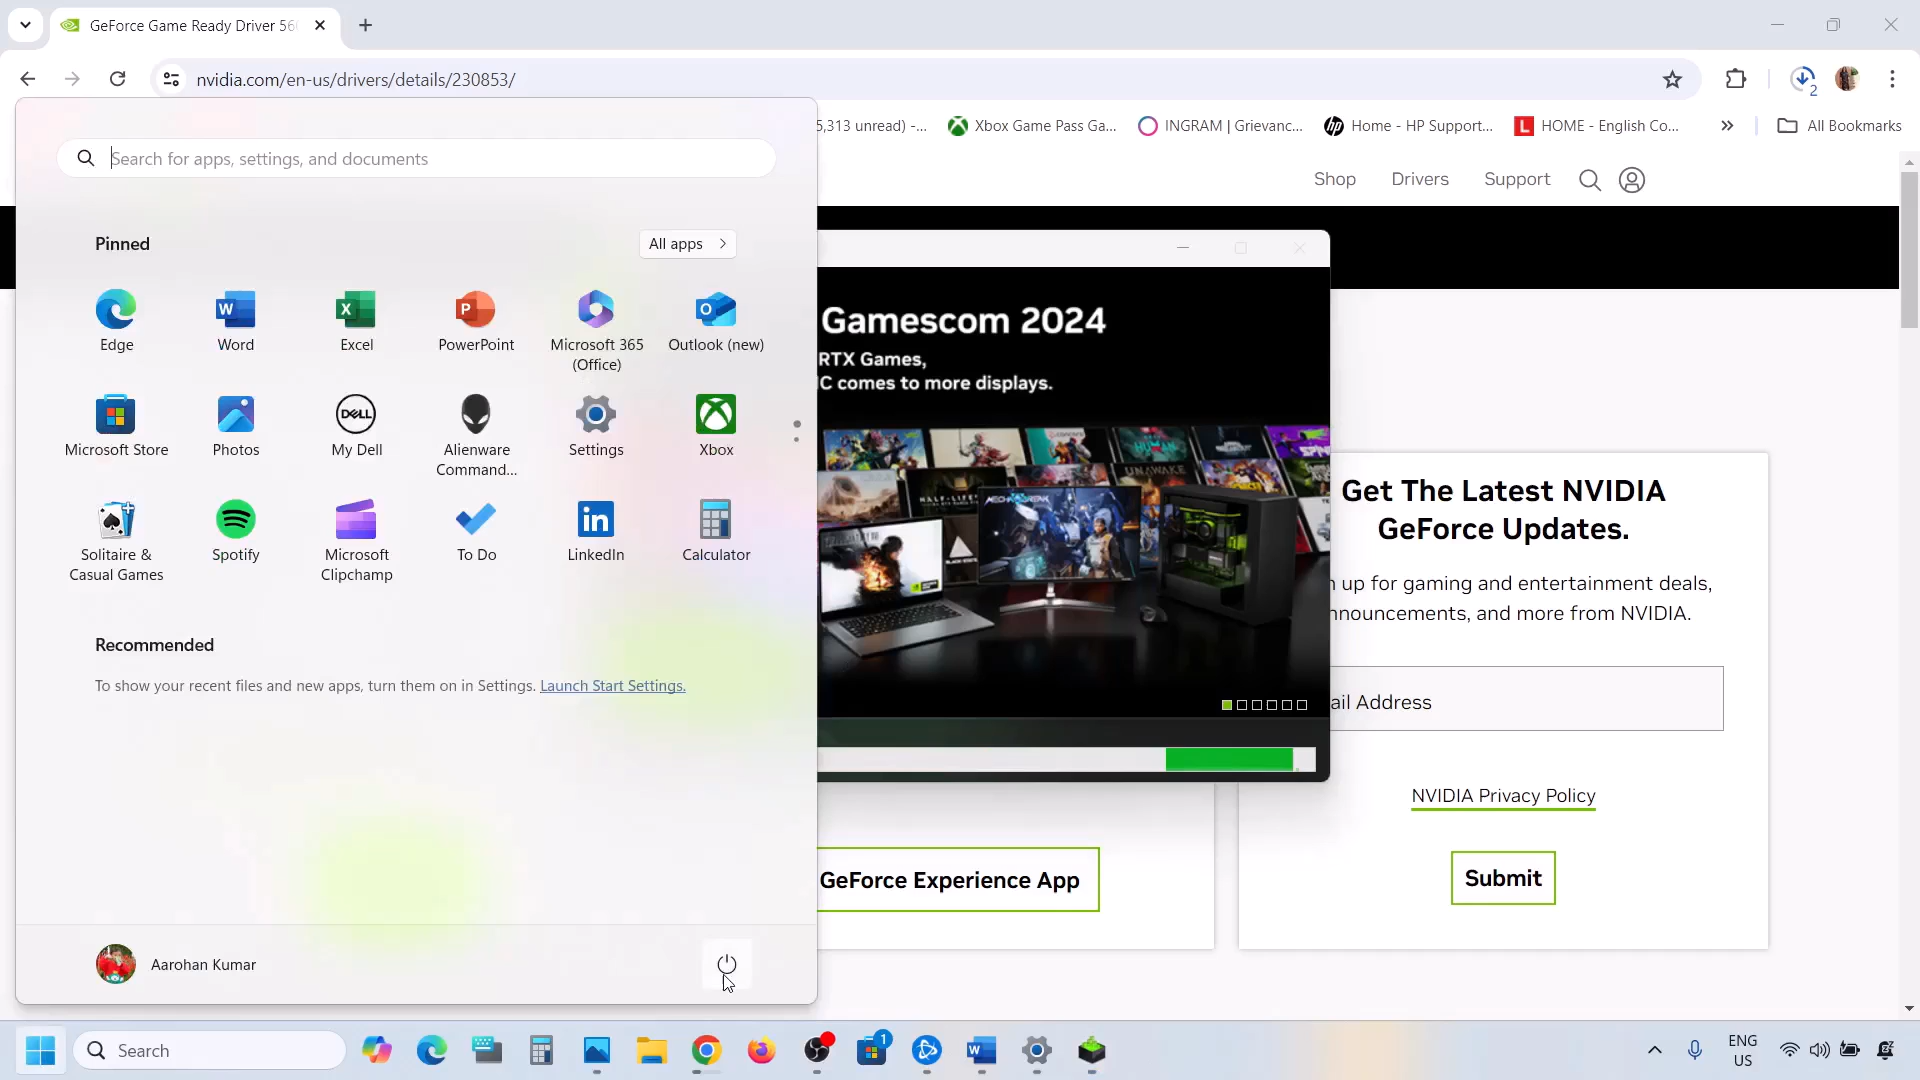 GeForce Game Ready Driver 56
nvidia.com/en-us/drivers/details/230853/
2
5,313 unread) -...
Xbox Game Pass Ga...
INGRAM | Grievanc...
hp
Home - HP Support...
L
HOME - English Co...
All Bookmarks
Shop
Drivers
Support
Search for apps, settings, and documents
Pinned
All apps
Edge
Word
Excel
PowerPoint
Microsoft 365
(Office)
Outlook (new)
Microsoft Store
Photos
DELL
My Dell
Alienware
Command...
Settings
Xbox
Solitaire &
Casual Games
Spotify
Microsoft
Clipchamp
To Do
LinkedIn
Calculator
Recommended
To show your recent files and new apps, turn them on in Settings. Launch Start Settings.
Aarohan Kumar
Gamescom 2024
RTX Games,
C comes to more displays.
GeForce Experience App
Get The Latest NVIDIA
GeForce Updates.
up for gaming and entertainment deals,
nnouncements, and more from NVIDIA.
ail Address
NVIDIA Privacy Policy
Submit
Search
1
ENG
US